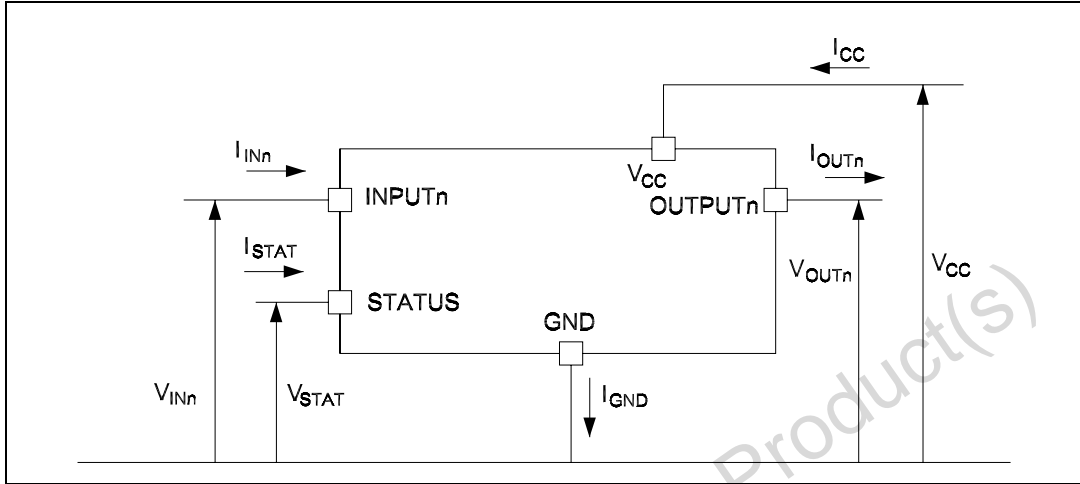 I_CC
I_INn
V_CC
I_OUTn
INPUTn
OUTPUTn
I_STAT
V_OUTn
V_CC
STATUS
GND
V_INn
V_STAT
I_GND
Product(s)